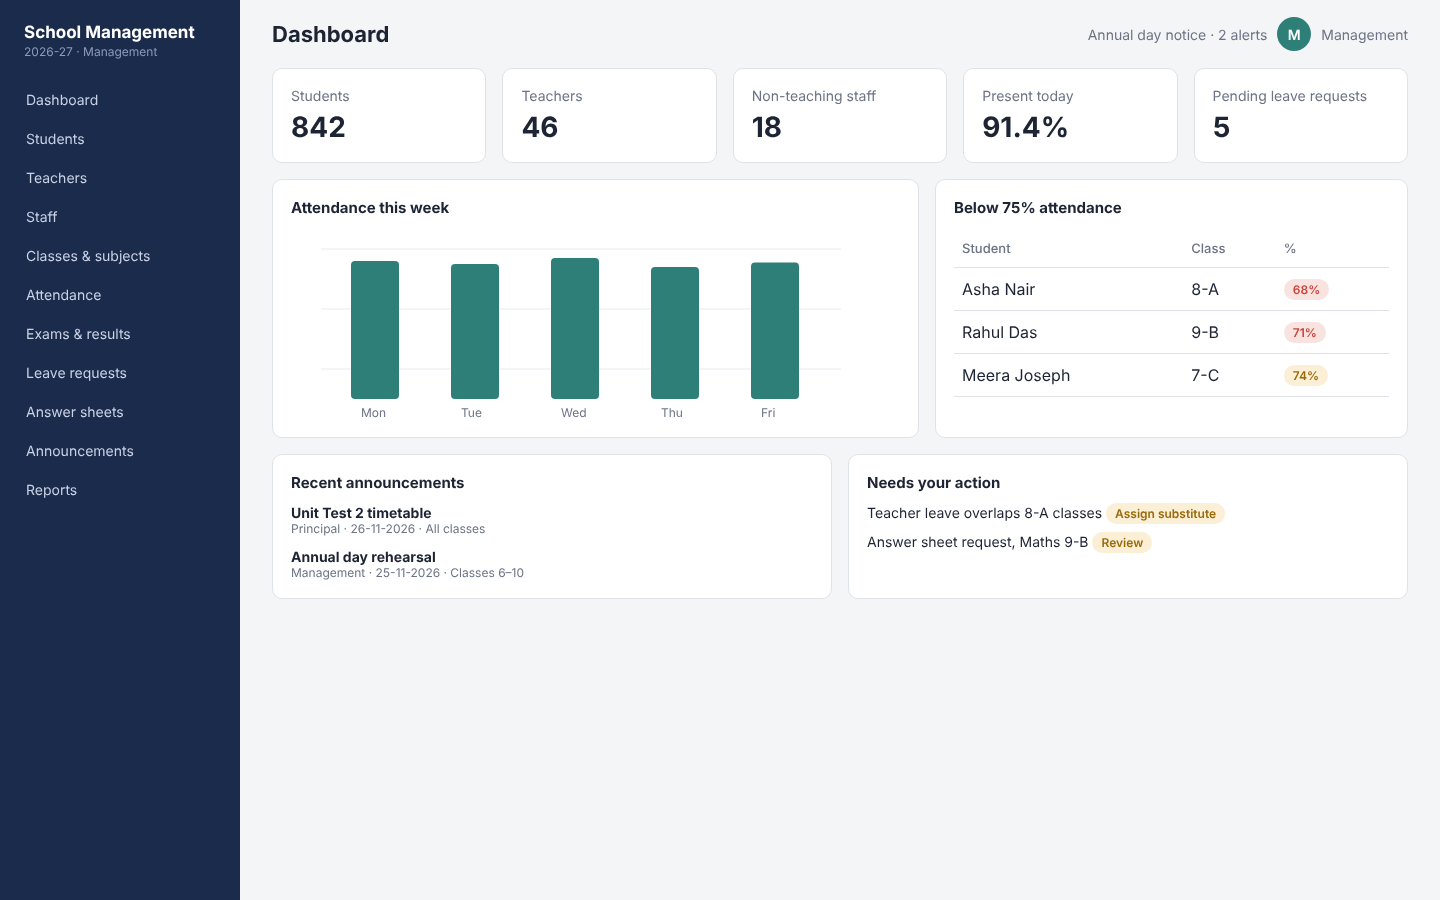 School Management
2026-27 · Management
Dashboard
Students
Teachers
Staff
Classes & subjects
Attendance
Exams & results
Leave requests
Answer sheets
Announcements
Reports
Dashboard
Annual day notice · 2 alerts
M
Management
Students
842
Teachers
46
Non-teaching staff
18
Present today
91.4%
Pending leave requests
5
Attendance this week
Mon Tue Wed Thu Fri
Below 75% attendance
Student Class %
Asha Nair 8-A 68%
Rahul Das 9-B 71%
Meera Joseph 7-C 74%
Recent announcements
Unit Test 2 timetable
Principal · 26-11-2026 · All classes
Annual day rehearsal
Management · 25-11-2026 · Classes 6–10
Needs your action
Teacher leave overlaps 8-A classes Assign substitute
Answer sheet request, Maths 9-B Review